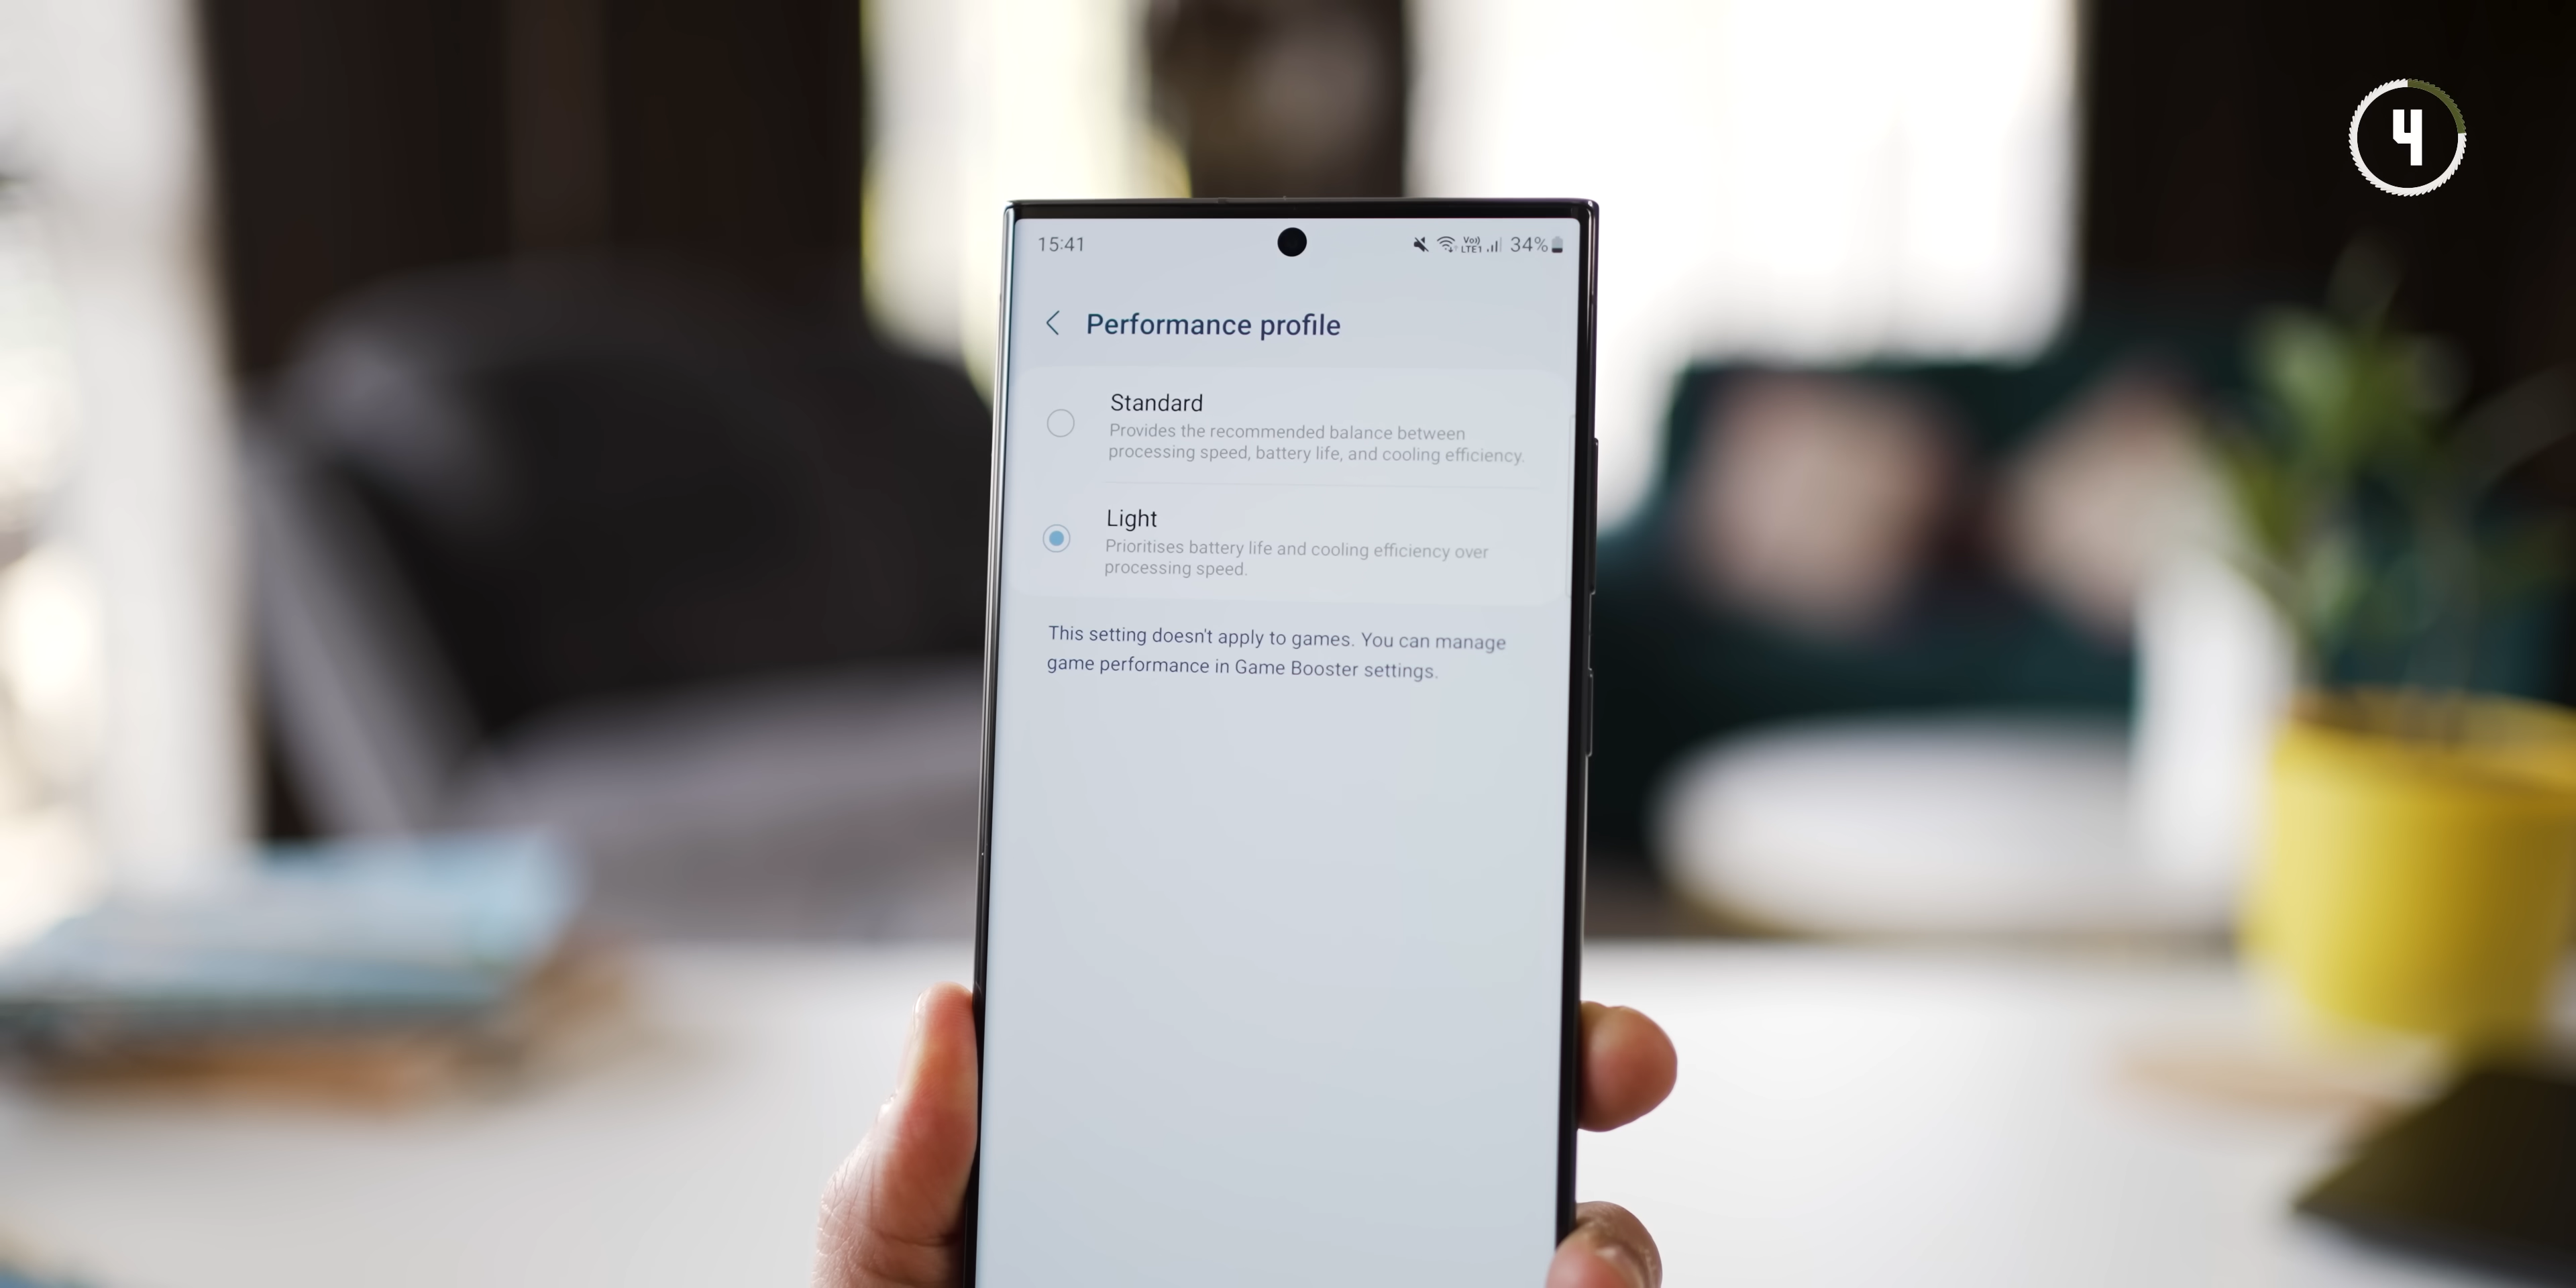 4
15:41
Vo))
LTE1
34%
Performance profile
Standard
Provides the recommended balance between
processing speed, battery life, and cooling efficiency.
Light
Prioritises battery life and cooling efficiency over
processing speed.
This setting doesn't apply to games. You can manage
game performance in Game Booster settings.